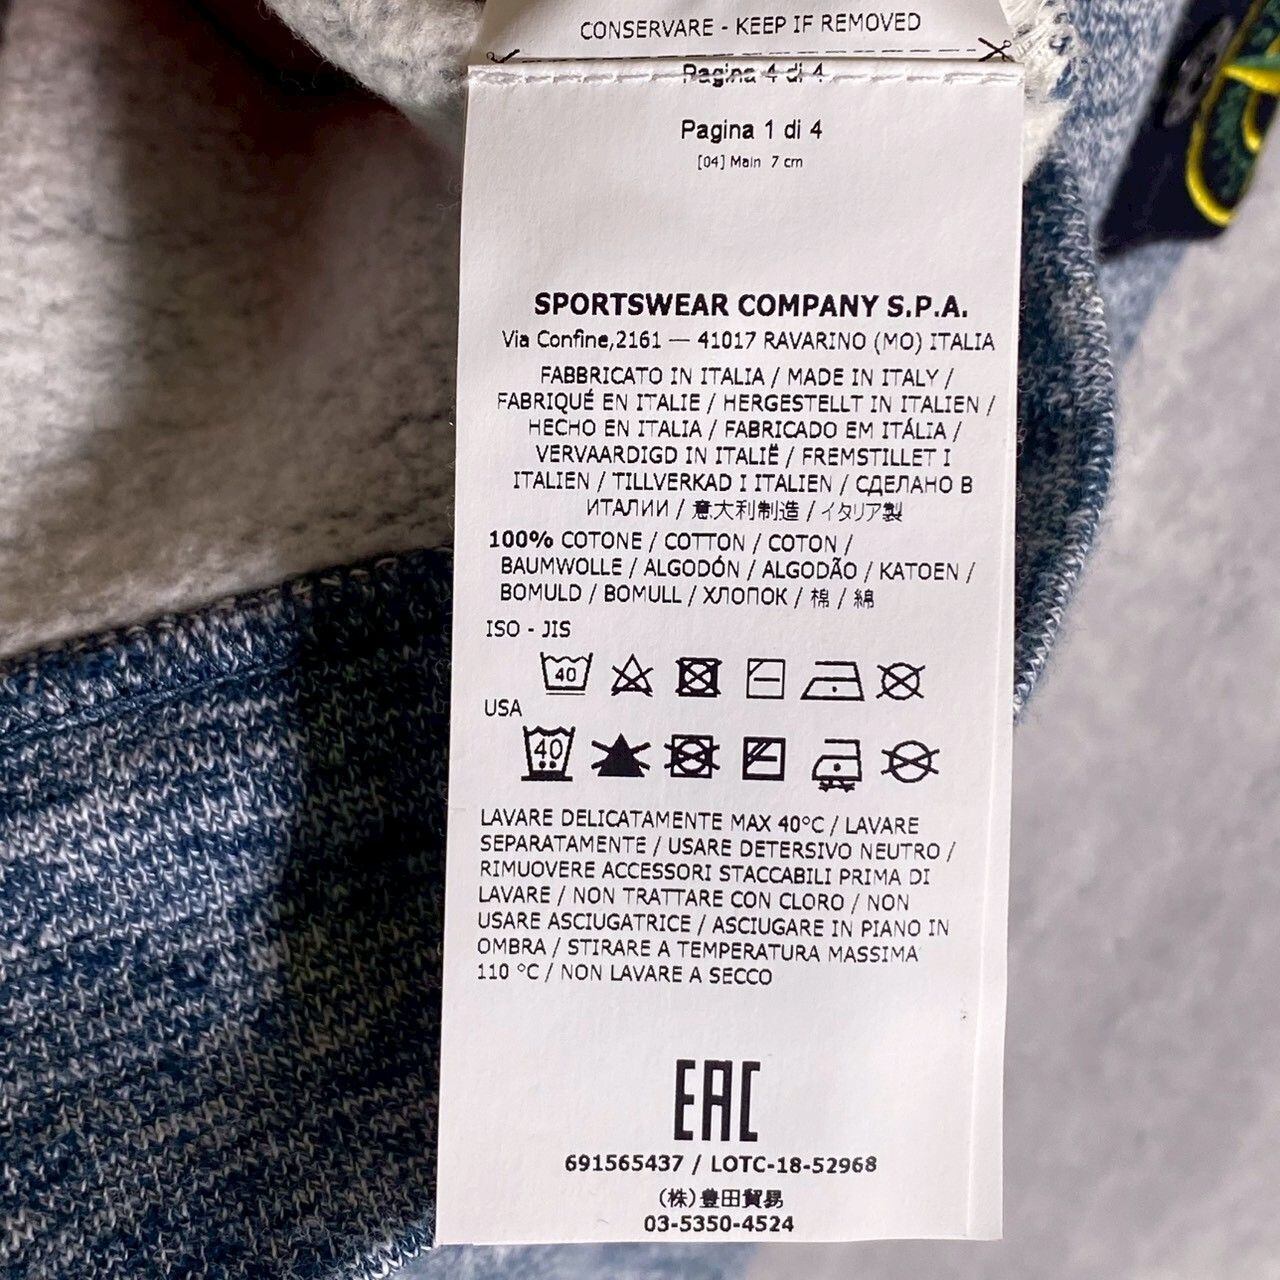 CONSERVARE - KEEP IF REMOVED
Pagina 4 di 4
Pagina 1 di 4
[04] Main 7 cm
SPORTSWEAR COMPANY S.P.A.
Via Confine,2161 — 41017 RAVARINO (MO) ITALIA
FABBRICATO IN ITALIA / MADE IN ITALY /
FABRIQUÉ EN ITALIE / HERGESTELLT IN ITALIEN /
HECHO EN ITALIA / FABRICADO EM ITÁLIA /
VERVAARDIGD IN ITALIË / FREMSTILLET I
ITALIEN / TILLVERKAD I ITALIEN / СДЕЛАНО В
ИТАЛИИ / 意大利制造 / イタリア製
100% COTONE / COTTON / COTON /
BAUMWOLLE / ALGODÓN / ALGODÃO / KATOEN /
BOMULD / BOMULL / ХЛОПОК / 棉 / 綿
ISO - JIS
40
USA
40
LAVARE DELICATAMENTE MAX 40°C / LAVARE
SEPARATAMENTE / USARE DETERSIVO NEUTRO /
RIMUOVERE ACCESSORI STACCABILI PRIMA DI
LAVARE / NON TRATTARE CON CLORO / NON
USARE ASCIUGATRICE / ASCIUGARE IN PIANO IN
OMBRA / STIRARE A TEMPERATURA MASSIMA
110 °C / NON LAVARE A SECCO
EAC
691565437 / LOTC-18-52968
(株)豊田貿易
03-5350-4524